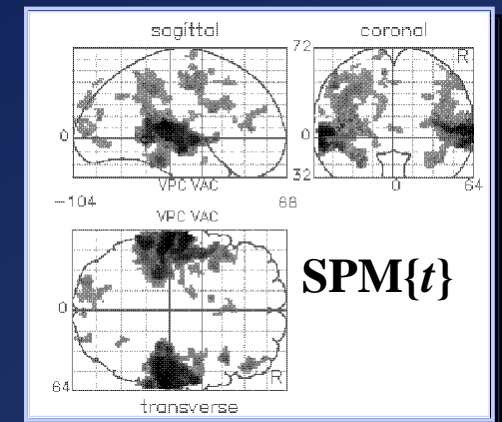 sagittal
coronal
72
R
0
0
32
VPC VAC
0
64
-104
68
VPC VAC
0
SPM{t}
R
64
transverse